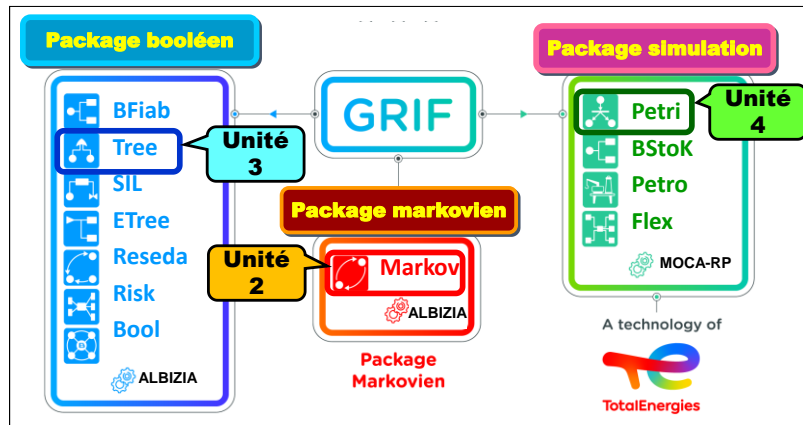 Package booléen
BFiab
Tree
SIL
ETree
Reseda
Risk
Bool
ALBIZIA
Unité
3
GRIF
Package markovien
Unité
2
Markov
ALBIZIA
Package
Markovien
Package simulation
Petri
BStoK
Petro
Flex
MOCA-RP
Unité
4
A technology of
TotalEnergies